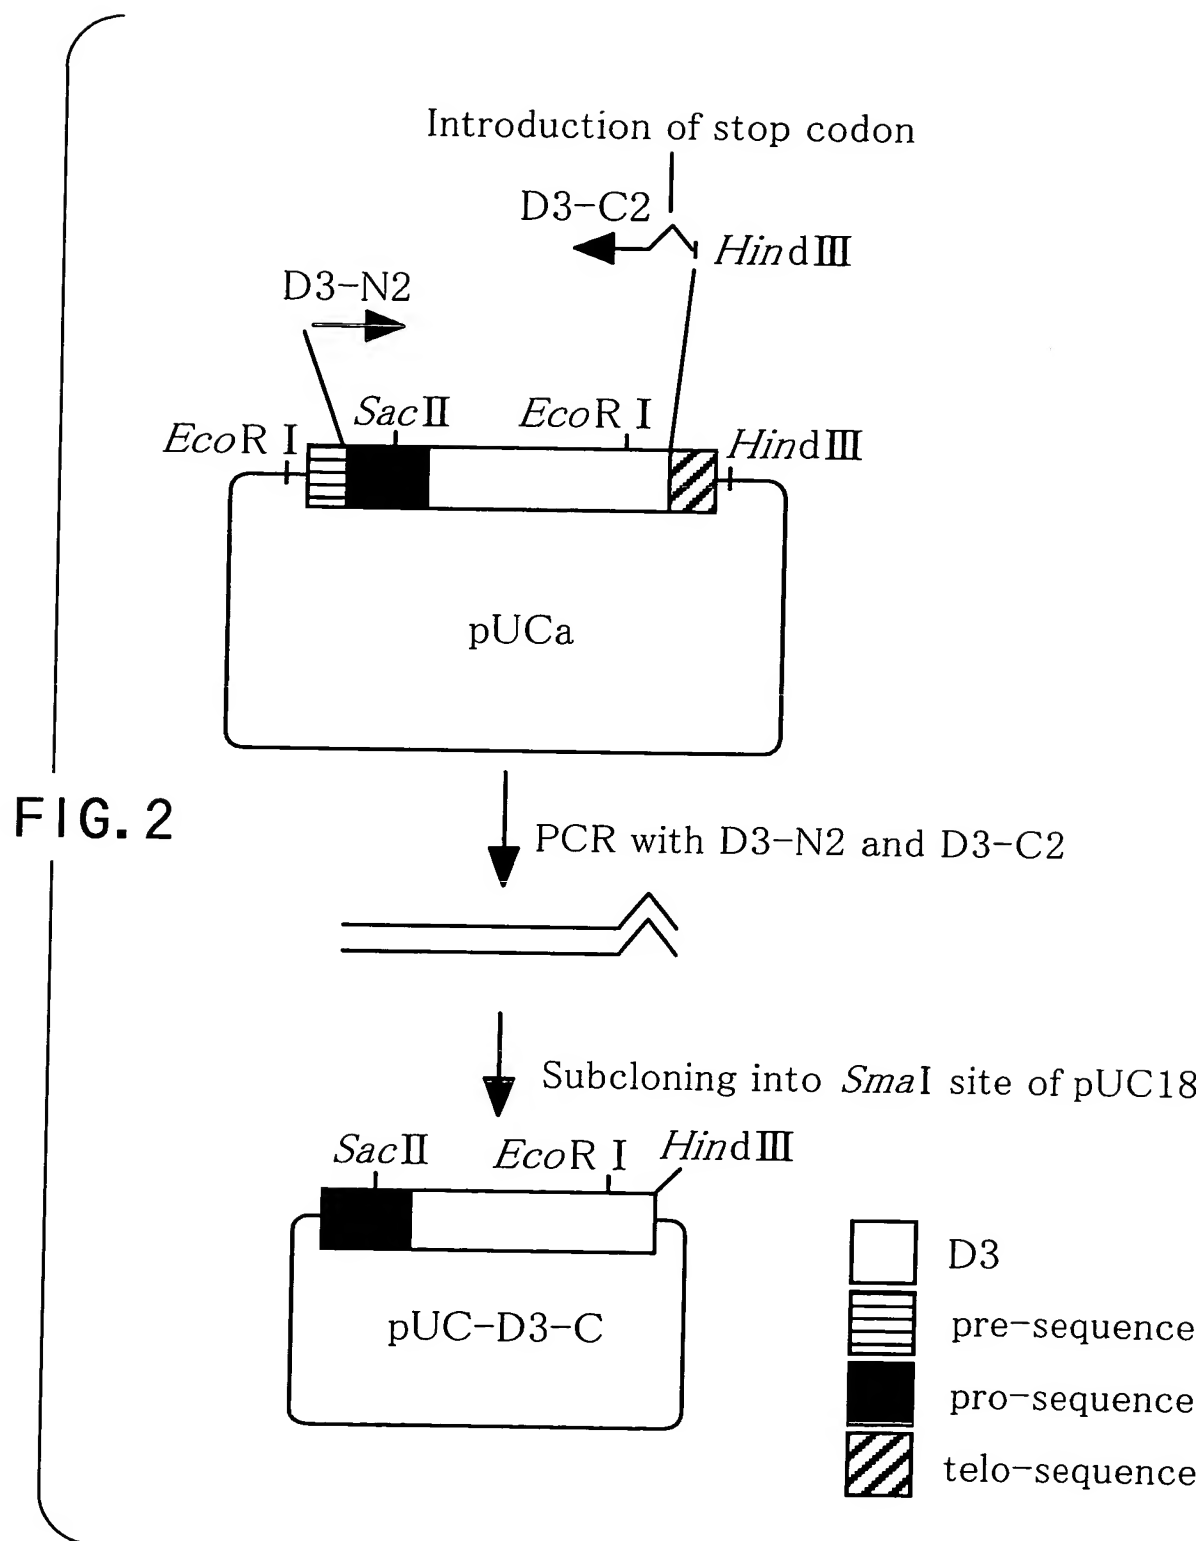 Introduction of stop codon
D3-C2
HindⅢ
D3-N2
SacⅡ
EcoR I
EcoR I
HindⅢ
pUCa
FIG. 2
PCR with D3-N2 and D3-C2
Subcloning into SmaI site of pUC18
SacⅡ
EcoR I
HindⅢ
pUC-D3-C
D3
pre-sequence
pro-sequence
telo-sequence